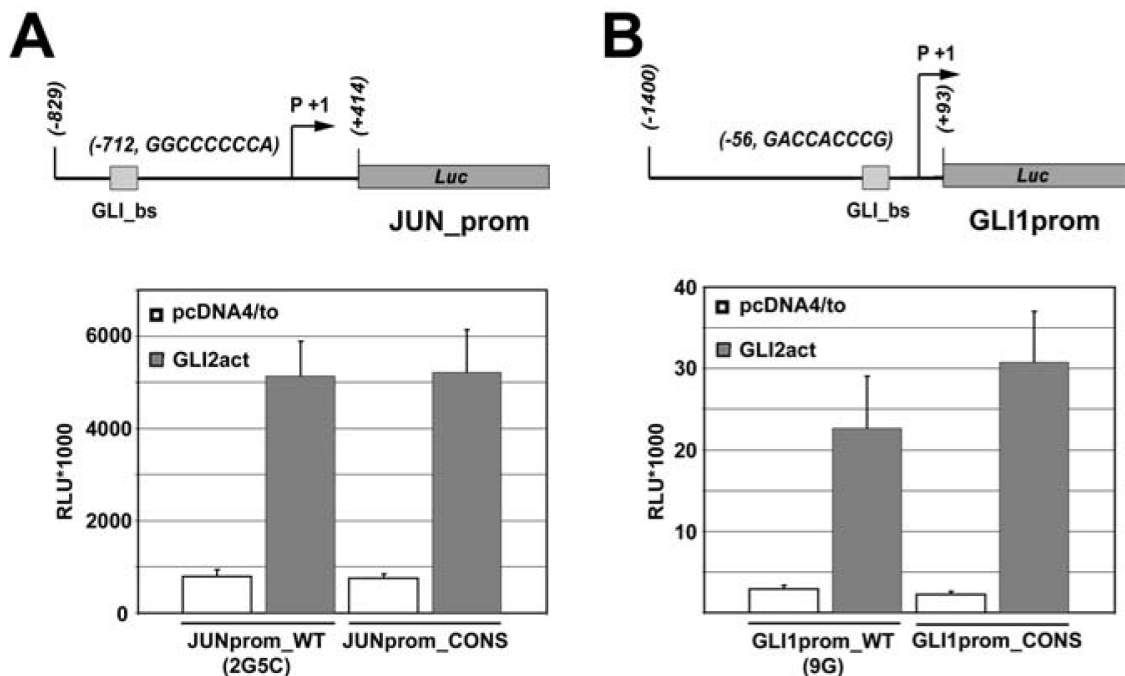 A
(-829)
(-712, GGCCCCCCA)
P +1
(+414)
GLI_bs
Luc
JUN_prom
pcDNA4/to
GLI2act
RLU*1000
6000
4000
2000
0
JUNprom_WT
(2G5C)
JUNprom_CONS
B
(-1400)
(-56, GACCACCCG)
P +1
(+93)
GLI_bs
Luc
GLI1prom
pcDNA4/to
GLI2act
RLU*1000
40
30
20
10
GLI1prom_WT
(9G)
GLI1prom_CONS